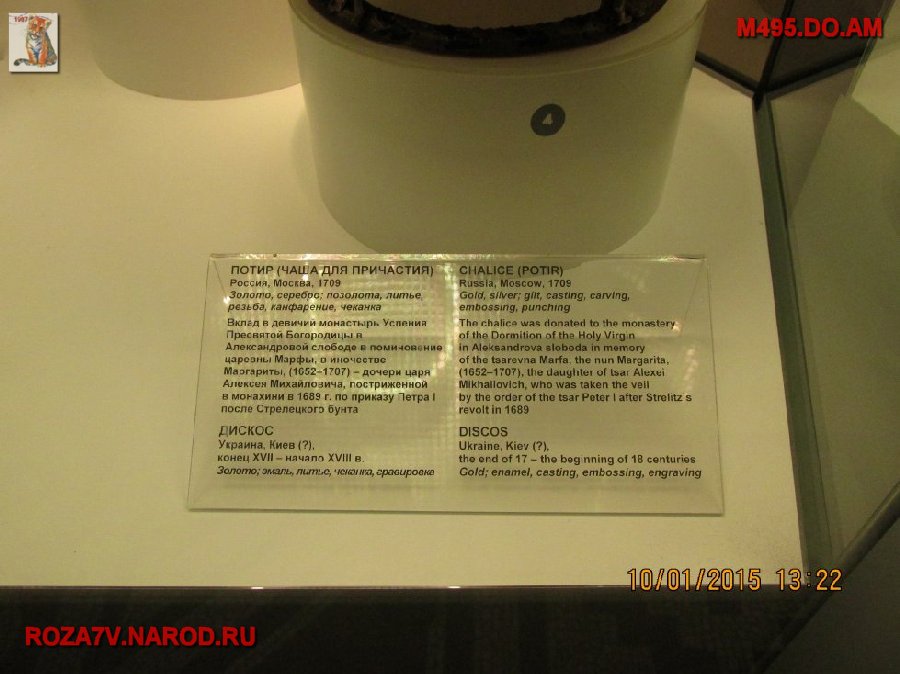 1987
M495.DO.AM
4
ПОТИР (ЧАША ДЛЯ ПРИЧАСТИЯ)
Россия, Москва, 1709
Золото, серебро; позолота, литье,
резьба, канфарение, чеканка
Вклад в девичий монастырь Успения
Пресвятой Богородицы в
Александровой слободе в поминовение
царевны Марфы, в иночестве
Маргариты, (1652–1707) – дочери царя
Алексея Михайловича, постриженной
в монахини в 1689 г. по приказу Петра I
после Стрелецкого бунта
ДИСКОС
Украина, Киев (?),
конец XVII – начало XVIII в.
Золото; эмаль, литье, чеканка, гравировка
CHALICE (POTIR)
Russia, Moscow, 1709
Gold, silver; gilt, casting, carving,
embossing, punching
The chalice was donated to the monastery
of the Dormition of the Holy Virgin
in Aleksandrova sloboda in memory
of the tsarevna Marfa, the nun Margarita,
(1652–1707), the daughter of tsar Alexei
Mikhailovich, who was taken the veil
by the order of the tsar Peter I after Strelitz s
revolt in 1689
DISCOS
Ukraine, Kiev (?),
the end of 17 – the beginning of 18 centuries
Gold; enamel, casting, embossing, engraving
10/01/2015 13:22
ROZA7V.NAROD.RU